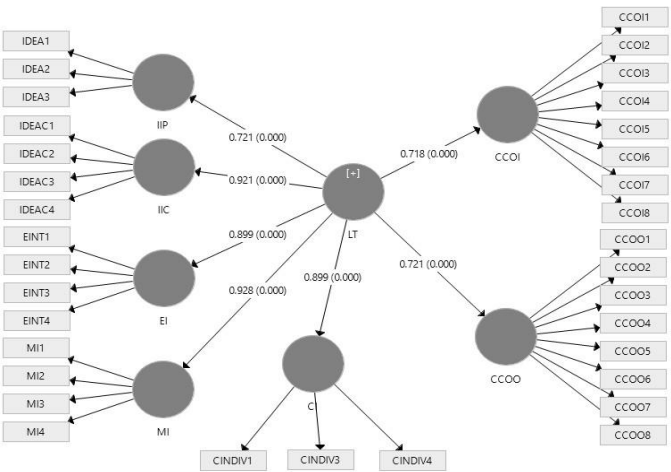 IDEA1
IDEA2
IDEA3
IIP
IDEAC1
IDEAC2
IDEAC3
IDEAC4
IIC
EINT1
EINT2
EINT3
EINT4
EI
MI1
MI2
MI3
MI4
MI
0.721 (0.000)
0.921 (0.000)
0.899 (0.000)
0.928 (0.000)
[+]
LT
0.899 (0.000)
0.718 (0.000)
0.721 (0.000)
CI
CINDIV1
CINDIV3
CINDIV4
CCOI
CCOI1
CCOI2
CCOI3
CCOI4
CCOI5
CCOI6
CCOI7
CCOI8
CCOO
CCOO1
CCOO2
CCOO3
CCOO4
CCOO5
CCOO6
CCOO7
CCOO8